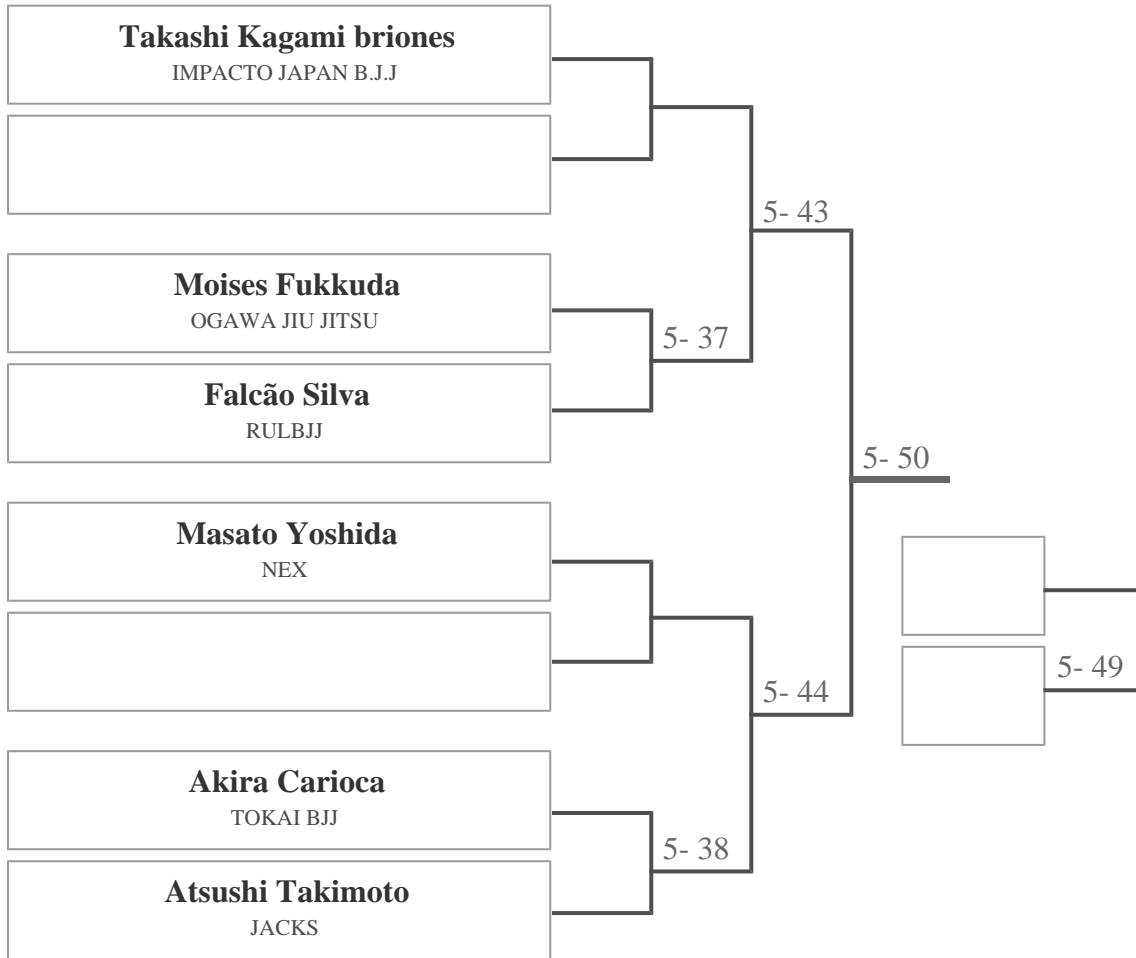 Takashi Kagami briones
IMPACTO JAPAN B.J.J
5- 43
Moises Fukkuda
OGAWA JIU JITSU
5- 37
Falcão Silva
RULBJJ
5- 50
Masato Yoshida
NEX
5- 49
5- 44
Akira Carioca
TOKAI BJJ
5- 38
Atsushi Takimoto
JACKS